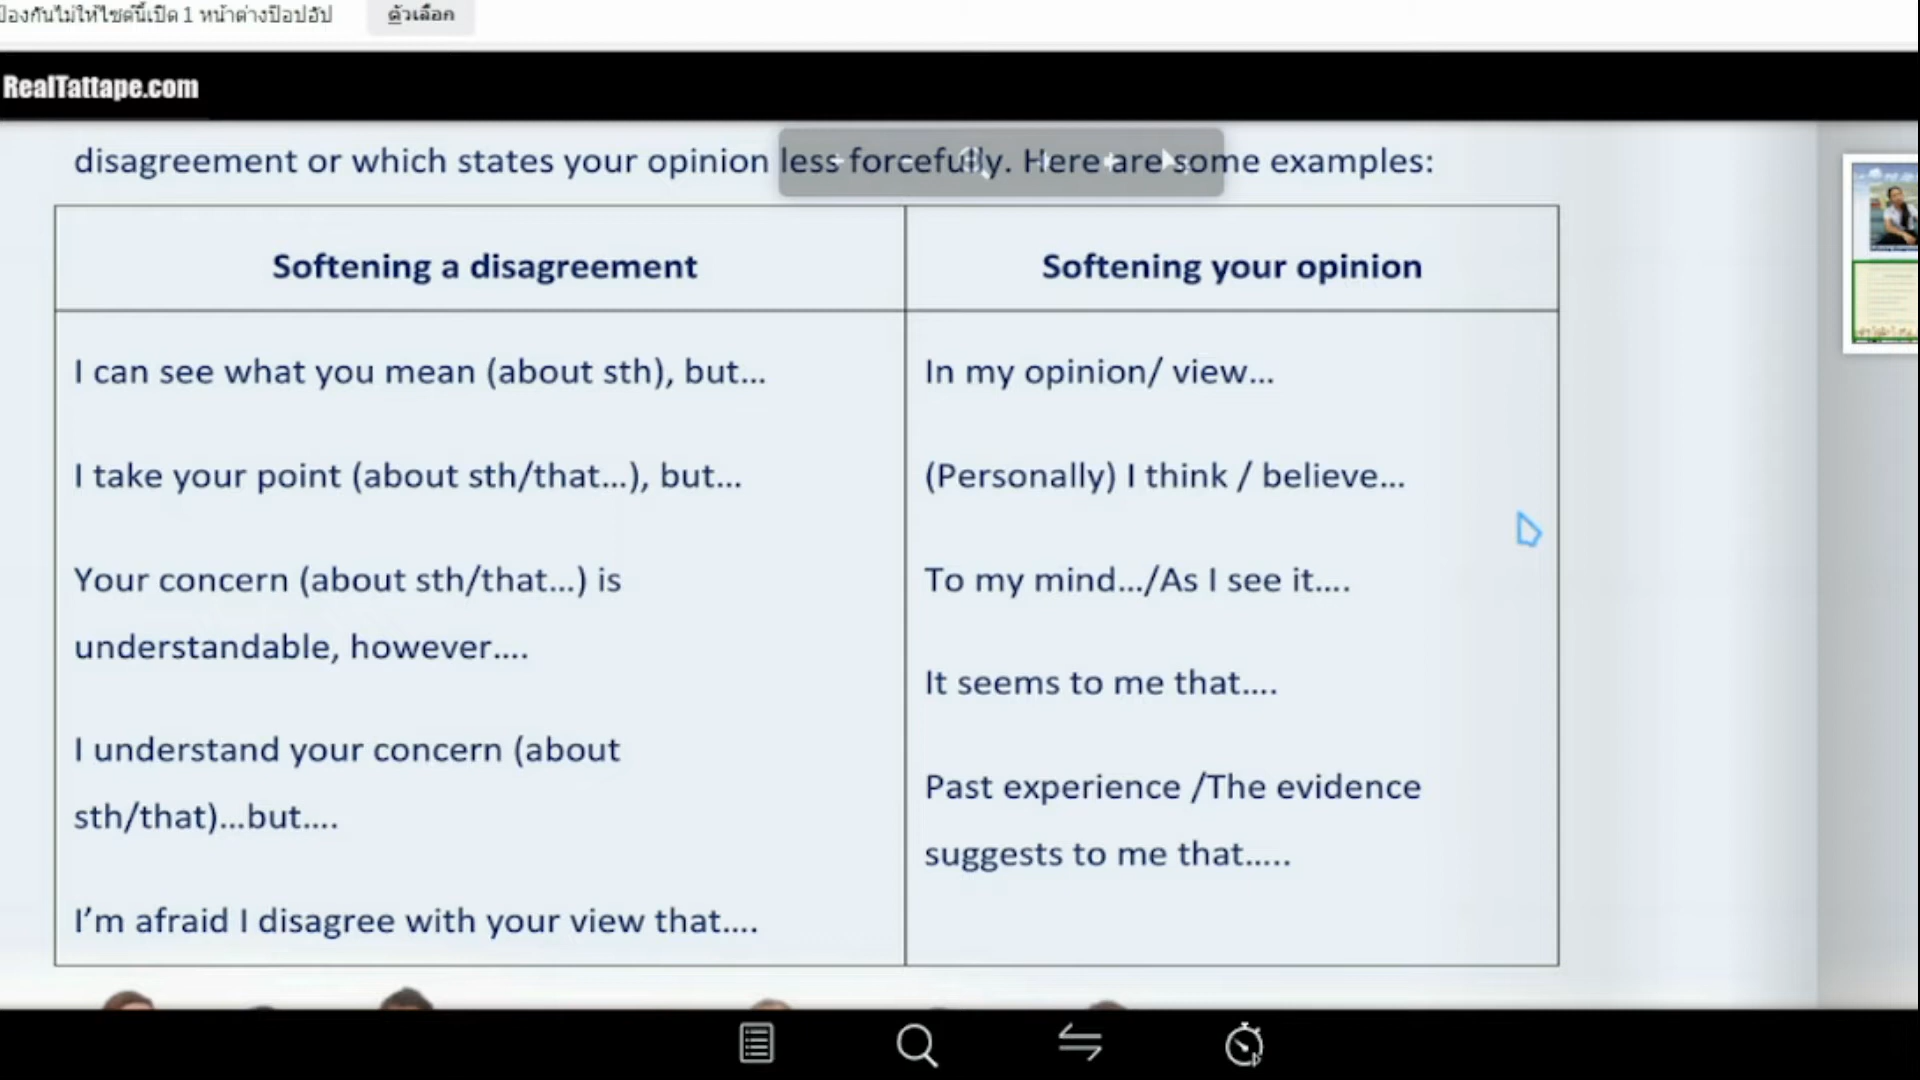 ป้องกันไม่ให้ไซต์นี้เปิด 1 หน้าต่างป๊อปอัป
ตัวเลือก
RealTattape.com
disagreement or which states your opinion less forcefully. Here are some examples:
Softening a disagreement
I can see what you mean (about sth), but...
I take your point (about sth/that...), but...
Your concern (about sth/that...) is
understandable, however....
I understand your concern (about
sth/that)...but....
I'm afraid I disagree with your view that....
Softening your opinion
In my opinion/ view...
(Personally) I think / believe...
To my mind.../As I see it....
It seems to me that....
Past experience /The evidence
suggests to me that.....